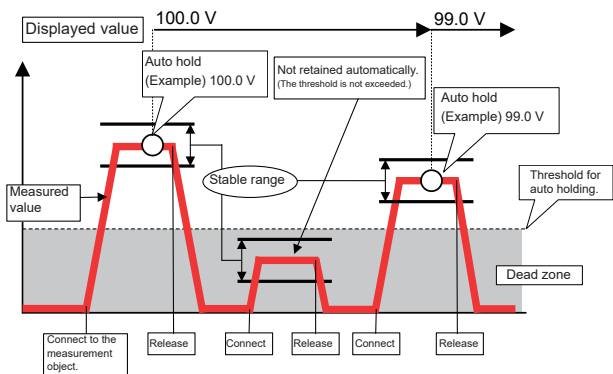 Displayed value
100.0 V
99.0 V
Auto hold
(Example) 100.0 V
Not retained automatically.
(The threshold is not exceeded.)
Auto hold
(Example) 99.0 V
Measured
value
Stable range
Threshold for
auto holding.
Dead zone
Connect to the
measurement
object.
Release
Connect
Release
Connect
Release